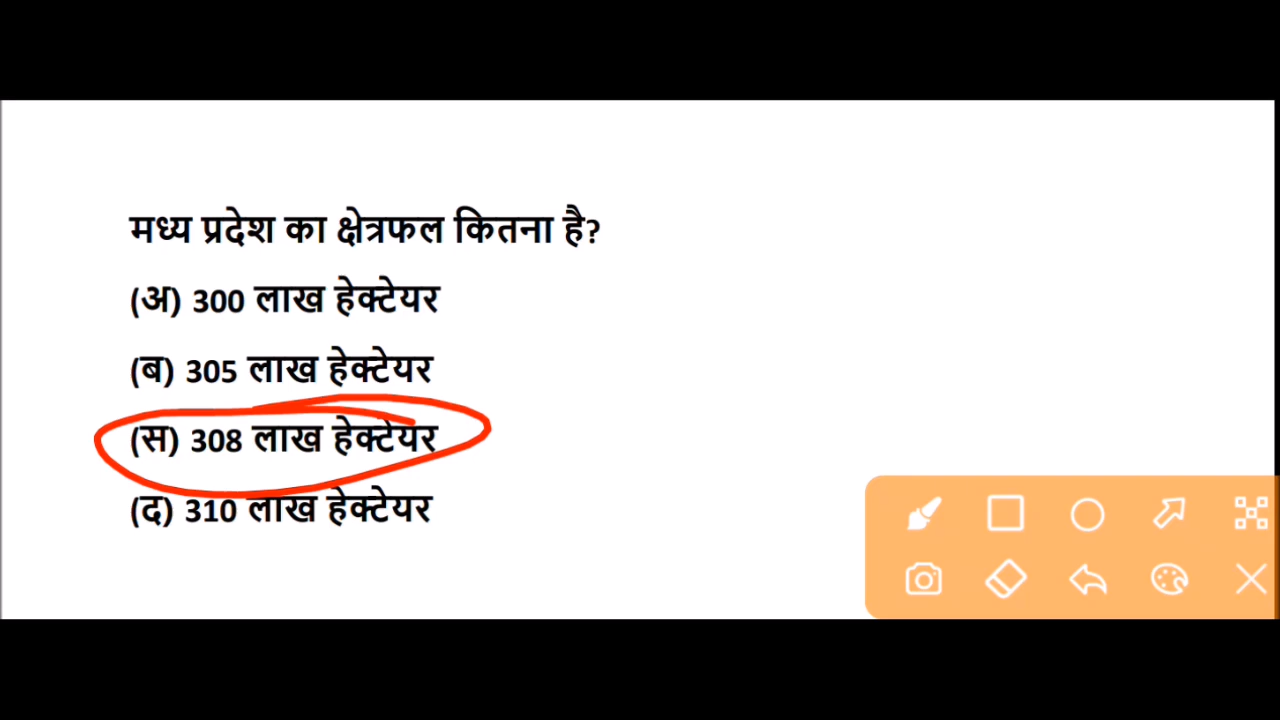 मध्य प्रदेश का क्षेत्रफल कितना है?
(अ) 300 लाख हेक्टेयर
(ब) 305 लाख हेक्टेयर
(स) 308 लाख हेक्टेयर
(द) 310 लाख हेक्टेयर